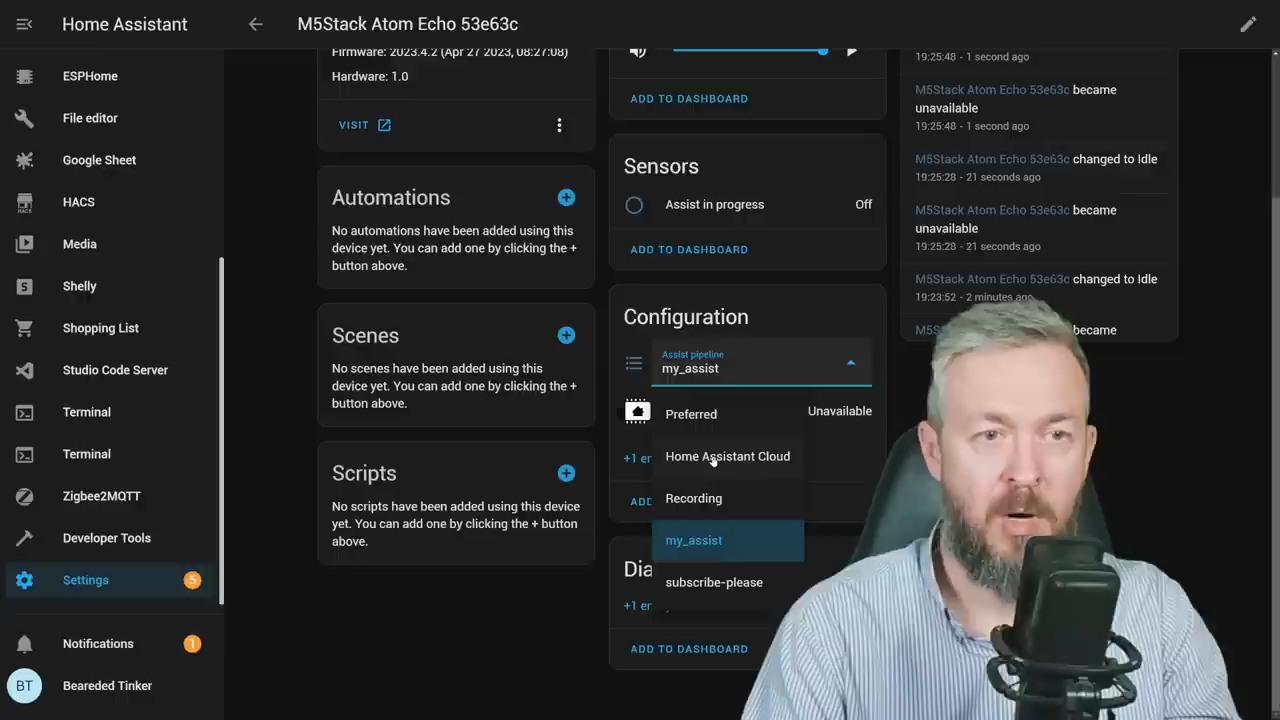 Home Assistant
M5Stack Atom Echo 53e63c
ESPHome
File editor
Google Sheet
HACS
HACS
Media
Shelly
S
Shopping List
Studio Code Server
Terminal
Terminal
Zigbee2MQTT
Developer Tools
Settings
5
Notifications
1
BT
Beareded Tinker
Firmware: 2023.4.2 (Apr 27 2023, 08:27:08)
Hardware: 1.0
VISIT
Automations
No automations have been added using this
device yet. You can add one by clicking the +
button above.
Scenes
No scenes have been added using this
device yet. You can add one by clicking the +
button above.
Scripts
No scripts have been added using this
device yet. You can add one by clicking the +
button above.
ADD TO DASHBOARD
Sensors
Assist in progress
Off
ADD TO DASHBOARD
Configuration
Assist pipeline
my_assist
Preferred
Unavailable
Home Assistant Cloud
+1 en
Recording
ADD
my_assist
Dia
subscribe-please
+1 en
ADD TO DASHBOARD
19:25:48 - 1 second ago
M5Stack Atom Echo 53e63c became
unavailable
19:25:48 - 1 second ago
M5Stack Atom Echo 53e63c changed to Idle
19:25:28 - 21 seconds ago
M5Stack Atom Echo 53e63c became
unavailable
19:25:28 - 21 seconds ago
M5Stack Atom Echo 53e63c changed to Idle
19:23:52 - 2 minutes ago
M5S became